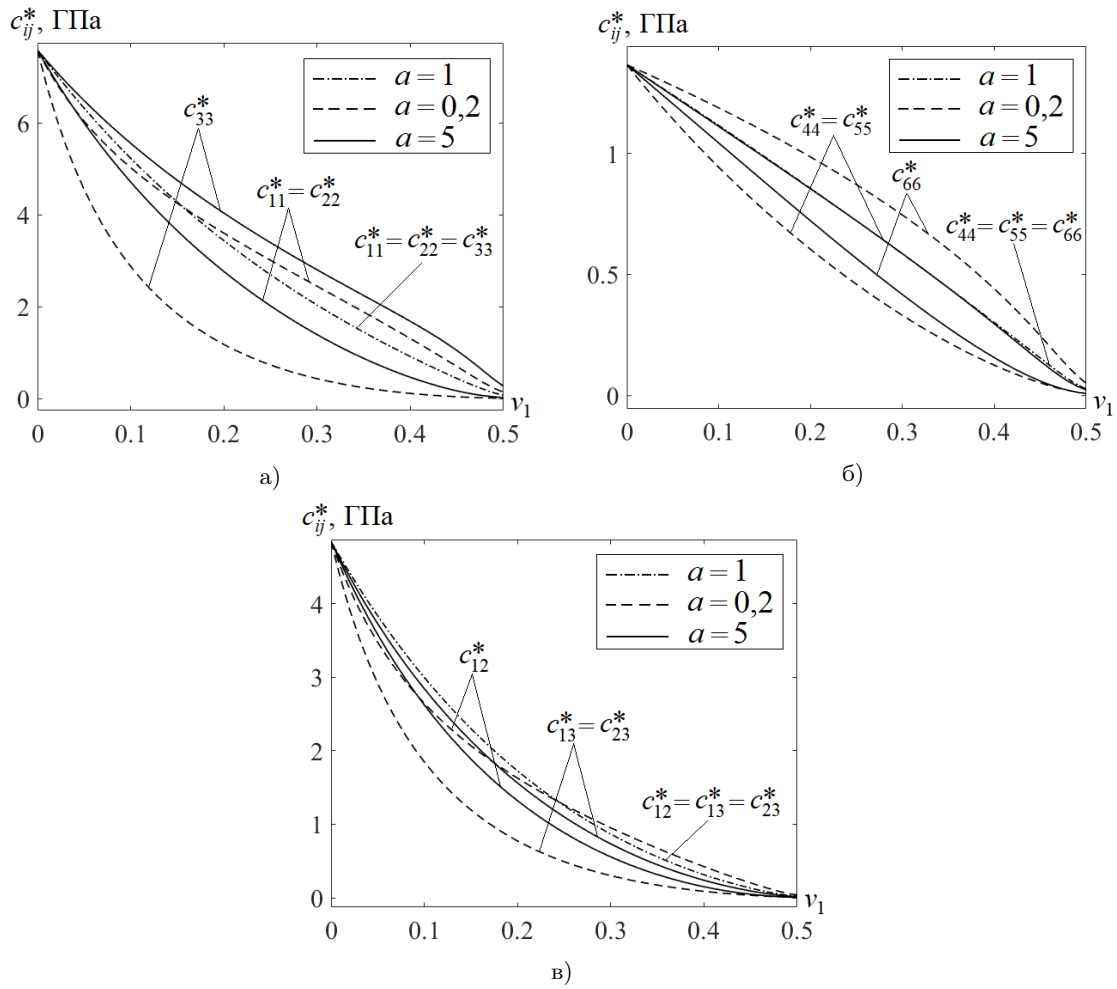 c*ij, ГПа
a = 1
a = 0,2
a = 5
c*33
c*11 = c*22
c*11 = c*22 = c*33
6
4
2
0
0
0.1
0.2
0.3
0.4
0.5
v1
а)
c*ij, ГПа
a = 1
a = 0,2
a = 5
c*44 = c*55
c*66
c*44 = c*55 = c*66
1
0.5
0
0
0.1
0.2
0.3
0.4
0.5
v1
б)
c*ij, ГПа
a = 1
a = 0,2
a = 5
c*12
c*13 = c*23
c*12 = c*13 = c*23
4
3
2
1
0
0
0.1
0.2
0.3
0.4
0.5
v1
в)